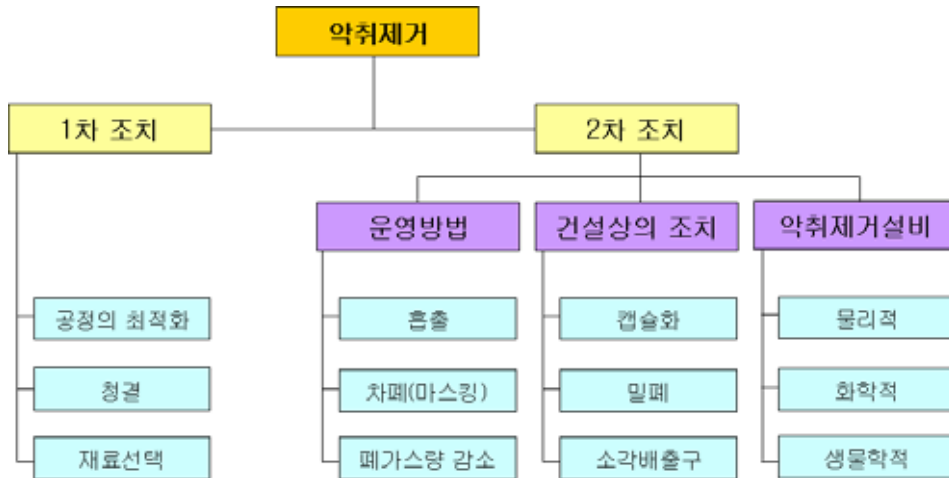 악취제거
1차 조치
2차 조치
운영방법
건설상의 조치
악취제거설비
공정의 최적화
흡출
캡슐화
물리적
청결
차폐(마스킹)
밀폐
화학적
재료선택
폐가스량 감소
소각배출구
생물학적